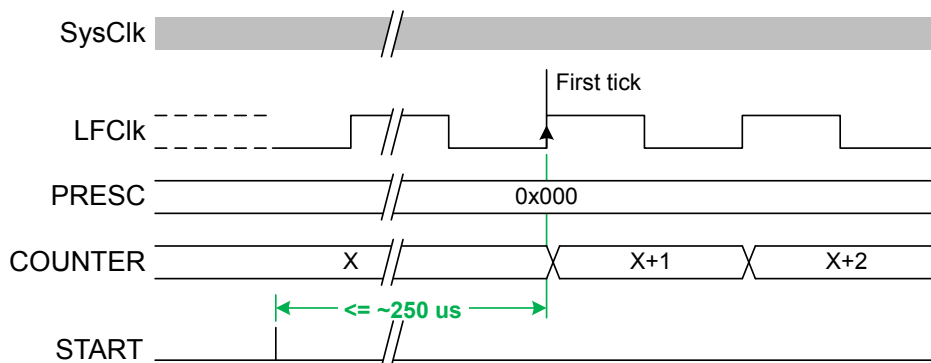 SysClk
First tick
LFClk
PRESC
0x000
COUNTER
X
X+1
X+2
<= ~250 us
START